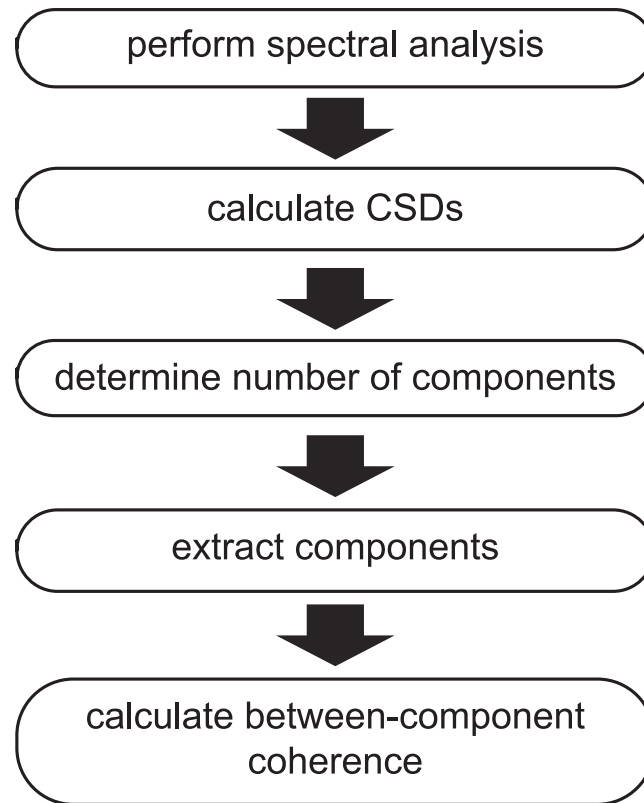 perform spectral analysis
calculate CSDs
determine number of components
extract components
calculate between-component
coherence